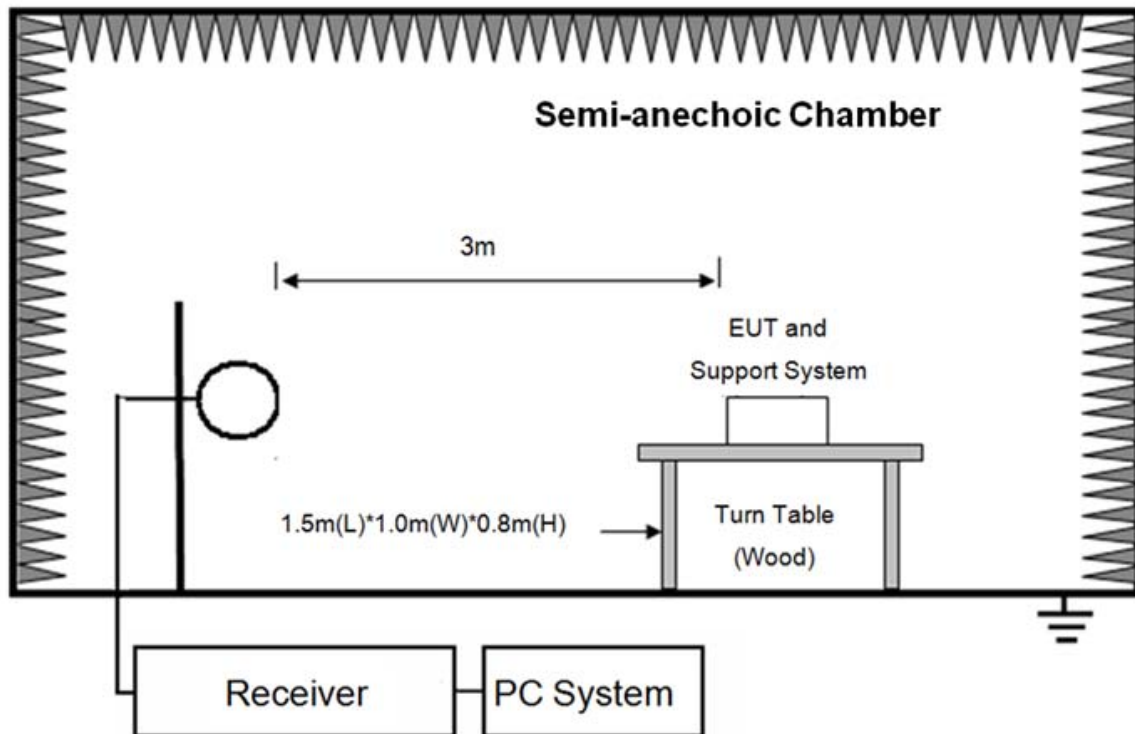 Semi-anechoic Chamber
3m
EUT and
Support System
1.5m(L)*1.0m(W)*0.8m(H)
Turn Table
(Wood)
Receiver
PC System